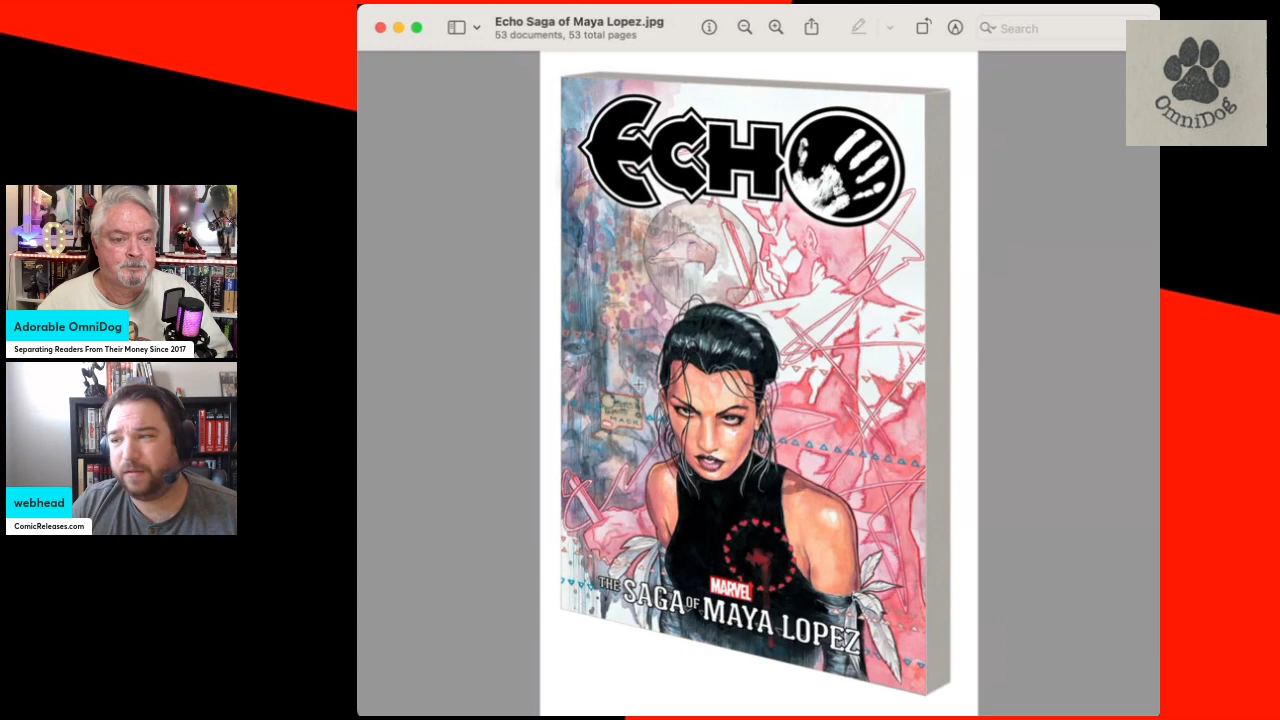 Echo Saga of Maya Lopez.jpg
53 documents, 53 total pages
Search
OmniDog
ECHO
MACK
MARVEL
THE SAGA OF MAYA LOPEZ
Adorable OmniDog
Separating Readers From Their Money Since 2017
webhead
ComicReleases.com